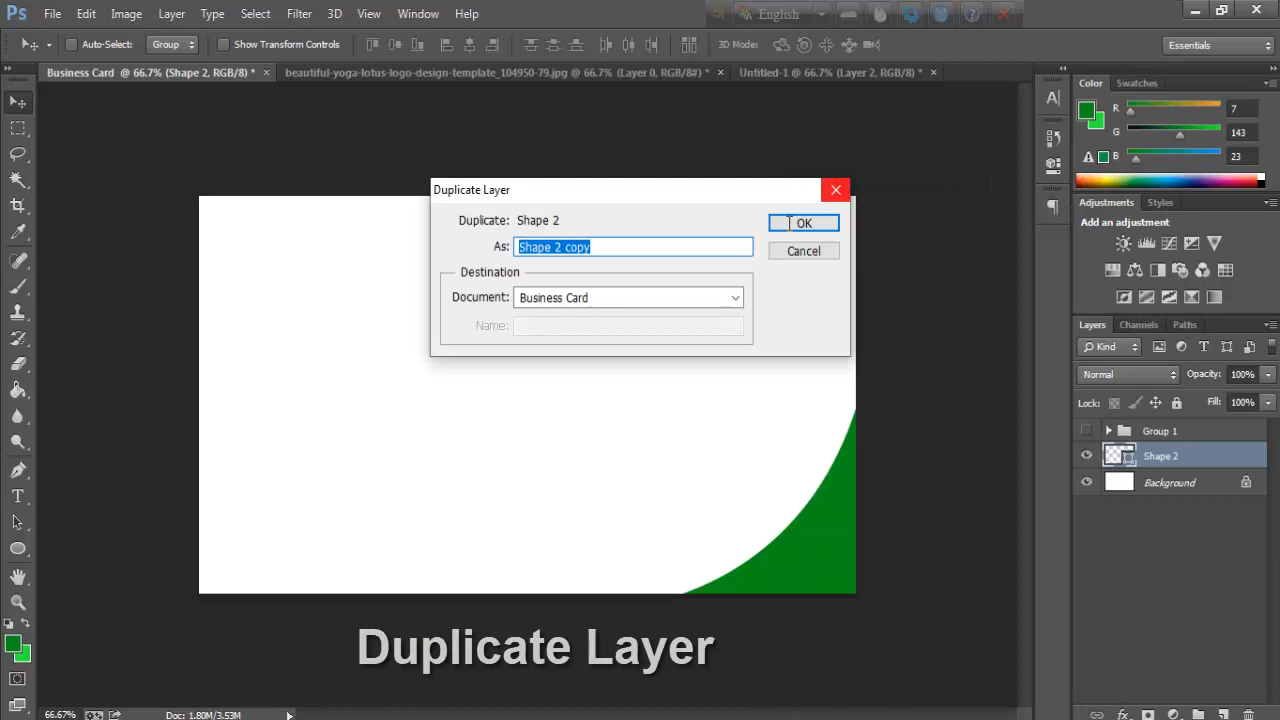 Ps File Edit Image Layer Type Select Filter 3D View Window Help English
Auto-Select: Group Show Transform Controls 3D Modes: Essentials
Business Card @ 66.7% (Shape 2, RGB/8) * × beautiful-yoga-lotus-logo-design-template_104950-79.jpg @ 66.7% (Layer 0, RGB/8#) * × Untitled-1 @ 66.7% (Layer 2, RGB/8) * ×
Color Swatches
R 7
G 143
B 23
Adjustments Styles
Add an adjustment
Duplicate Layer
Duplicate: Shape 2
OK
As: Shape 2 copy
Cancel
Destination
Document: Business Card
Name:
Layers Channels Paths
Kind
Normal Opacity: 100%
Lock: Fill: 100%
Group 1
Shape 2
Background
Duplicate Layer
66.67% Doc: 1.80M/3.53M